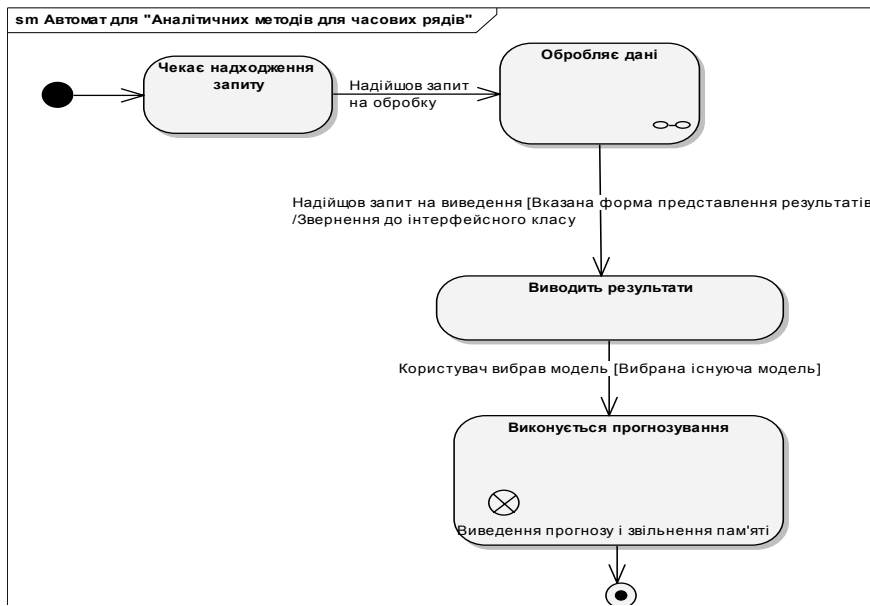 sm Автомат для "Аналітичних методів для часових рядів"
Чекає надходження
запиту
Надійшов запит
на обробку
Обробляє дані
Надійщов запит на виведення [Вказана форма представлення результатів
/Звернення до інтерфейсного класу
Виводить результати
Користувач вибрав модель [Вибрана існуюча модель]
Виконується прогнозування
Виведення прогнозу і звільнення пам'яті